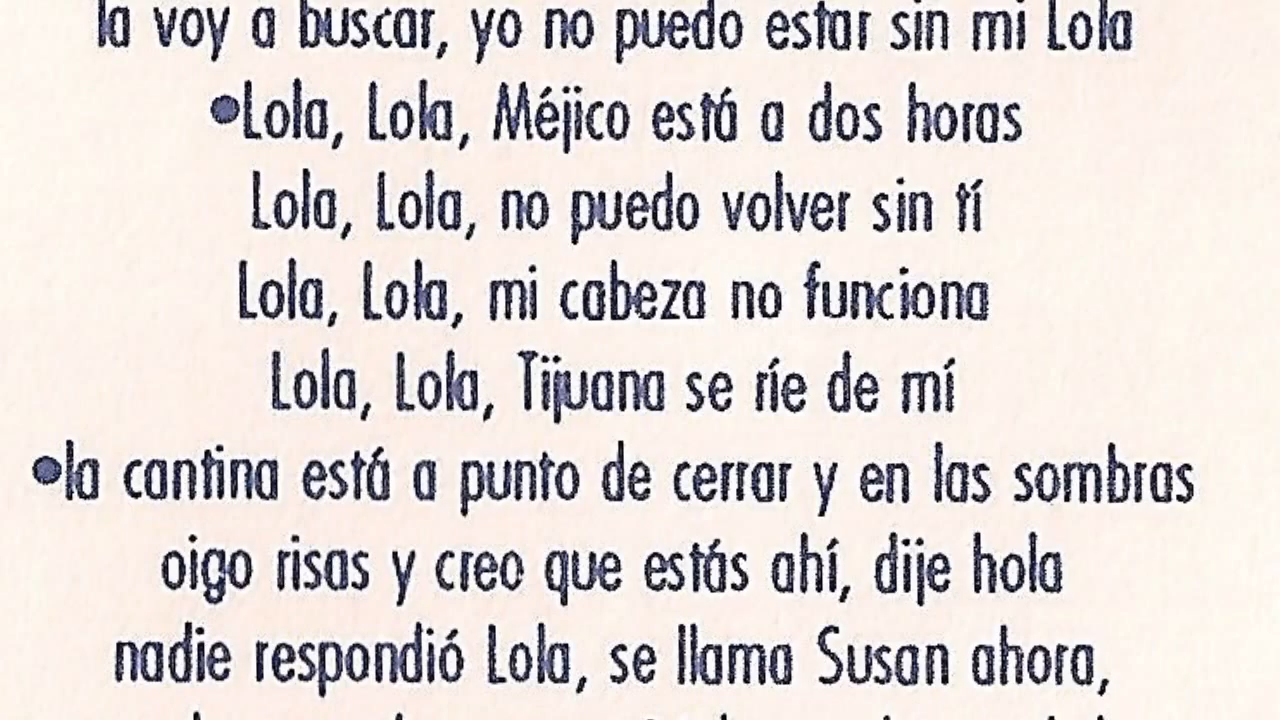 la voy a buscar, yo no puedo estar sin mi Lola
•Lola, Lola, Méjico está a dos horas
Lola, Lola, no puedo volver sin tí
Lola, Lola, mi cabeza no funciona
Lola, Lola, Tijuana se ríe de mí
•la cantina está a punto de cerrar y en las sombras
oigo risas y creo que estás ahí, dije hola
nadie respondió Lola, se llama Susan ahora,